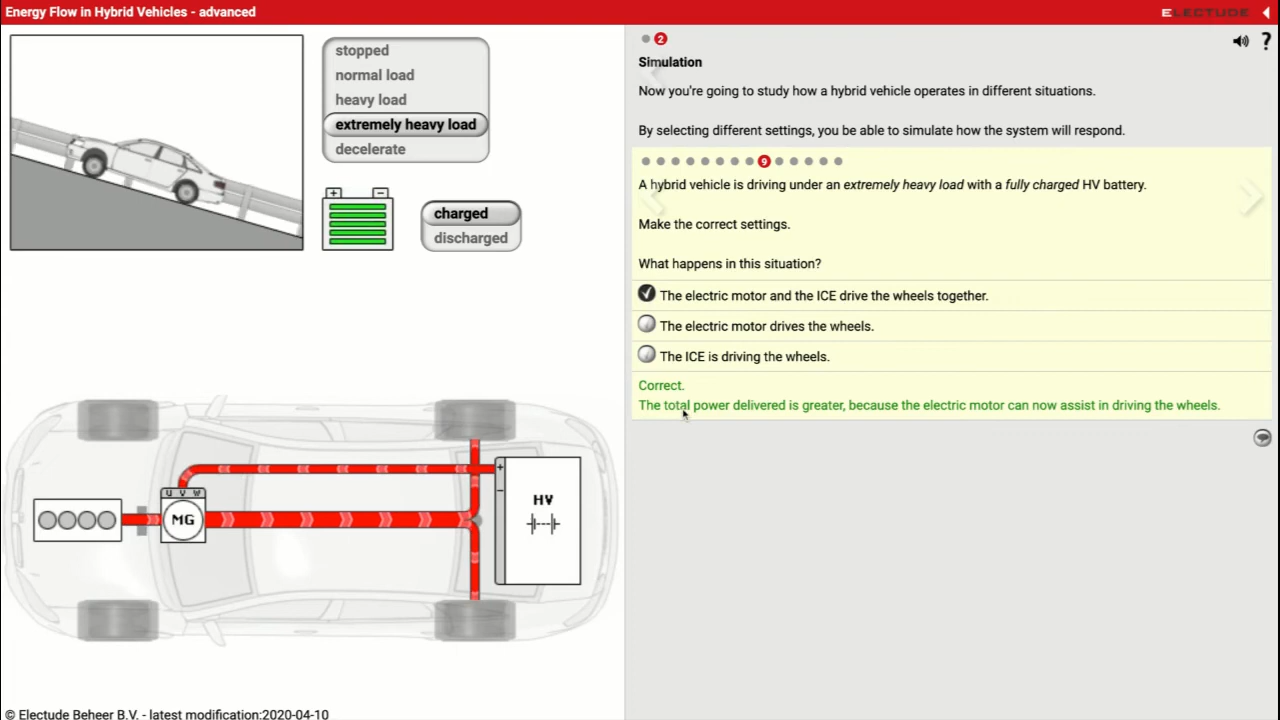 Energy Flow in Hybrid Vehicles - advanced
ELECTUDE
stopped
normal load
heavy load
extremely heavy load
decelerate
+ −
charged
discharged
2
?
Simulation
Now you're going to study how a hybrid vehicle operates in different situations.
By selecting different settings, you be able to simulate how the system will respond.
9
A hybrid vehicle is driving under an extremely heavy load with a fully charged HV battery.
Make the correct settings.
What happens in this situation?
The electric motor and the ICE drive the wheels together.
The electric motor drives the wheels.
The ICE is driving the wheels.
Correct.
The total power delivered is greater, because the electric motor can now assist in driving the wheels.
U V W
MG
+
−
HV
© Electude Beheer B.V. - latest modification:2020-04-10